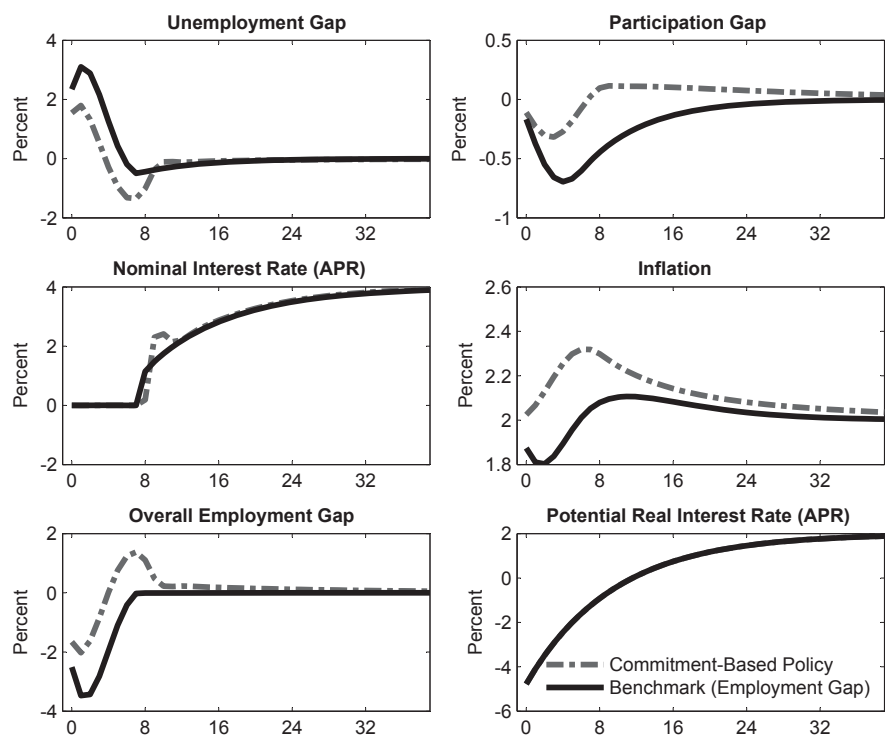 Unemployment Gap
Percent
4
2
0
-2
0 8 16 24 32
Participation Gap
Percent
0.5
0
-0.5
-1
0 8 16 24 32
Nominal Interest Rate (APR)
Percent
4
2
0
-2
0 8 16 24 32
Inflation
Percent
2.6
2.4
2.2
2
1.8
0 8 16 24 32
Overall Employment Gap
Percent
2
0
-2
-4
0 8 16 24 32
Potential Real Interest Rate (APR)
Percent
2
0
-2
-4
-6
Commitment-Based Policy
Benchmark (Employment Gap)
0 8 16 24 32